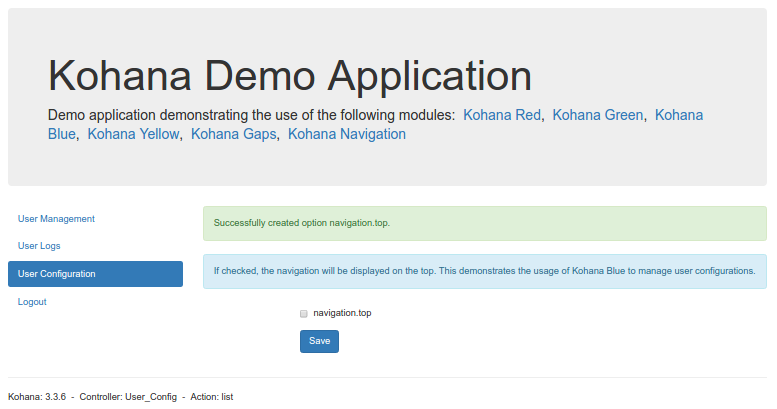 Kohana Demo Application
Demo application demonstrating the use of the following modules: Kohana Red, Kohana Green, Kohana
Blue, Kohana Yellow, Kohana Gaps, Kohana Navigation
User Management
Successfully created option navigation.top.
User Logs
User Configuration
If checked, the navigation will be displayed on the top. This demonstrates the usage of Kohana Blue to manage user configurations.
Logout
navigation.top
Save
Kohana: 3.3.6 - Controller: User_Config - Action: list